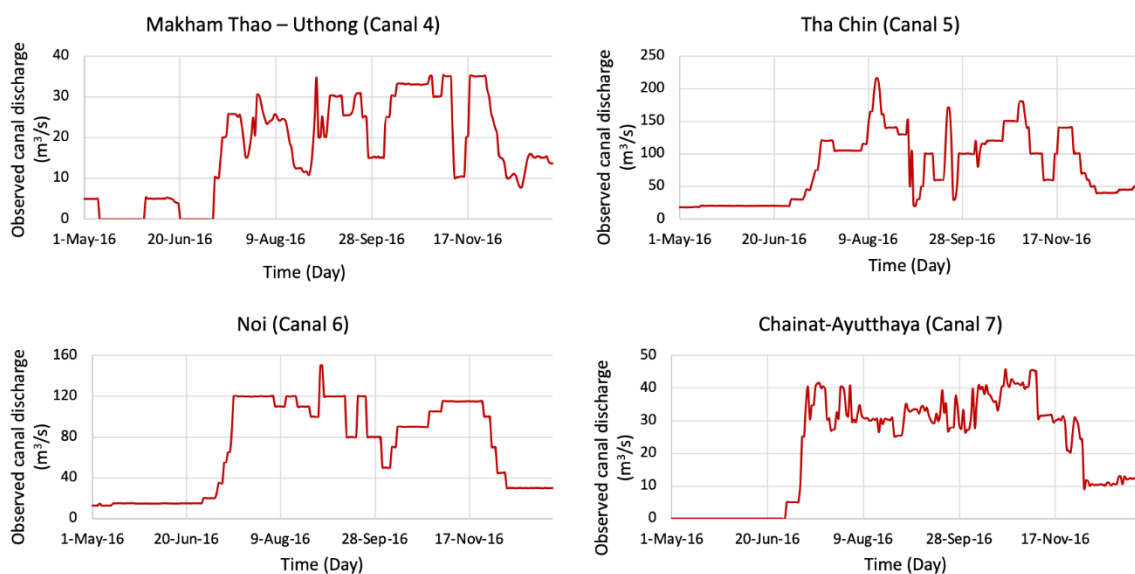 Makham Thao – Uthong (Canal 4)
Observed canal discharge
(m³/s)
40
30
20
10
0
1-May-16 20-Jun-16 9-Aug-16 28-Sep-16 17-Nov-16
Time (Day)
Tha Chin (Canal 5)
Observed canal discharge
(m³/s)
250
200
150
100
50
0
1-May-16 20-Jun-16 9-Aug-16 28-Sep-16 17-Nov-16
Time (Day)
Noi (Canal 6)
Observed canal discharge
(m³/s)
160
120
80
40
0
1-May-16 20-Jun-16 9-Aug-16 28-Sep-16 17-Nov-16
Time (Day)
Chainat-Ayutthaya (Canal 7)
Observed canal discharge
(m³/s)
50
40
30
20
10
0
1-May-16 20-Jun-16 9-Aug-16 28-Sep-16 17-Nov-16
Time (Day)